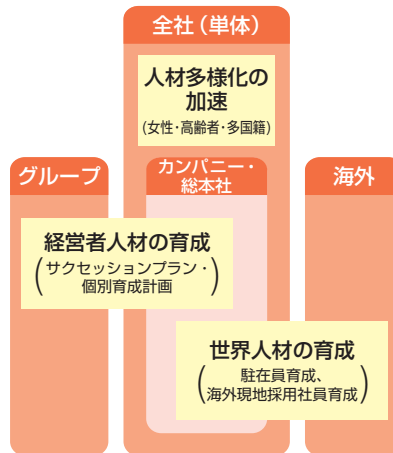 全社（単体）
人材多様化の
加速
(女性・高齢者・多国籍)
グループ
カンパニー・
総本社
海外
経営者人材の育成
(サクセッションプラン・
個別育成計画)
世界人材の育成
(駐在員育成、
海外現地採用社員育成)